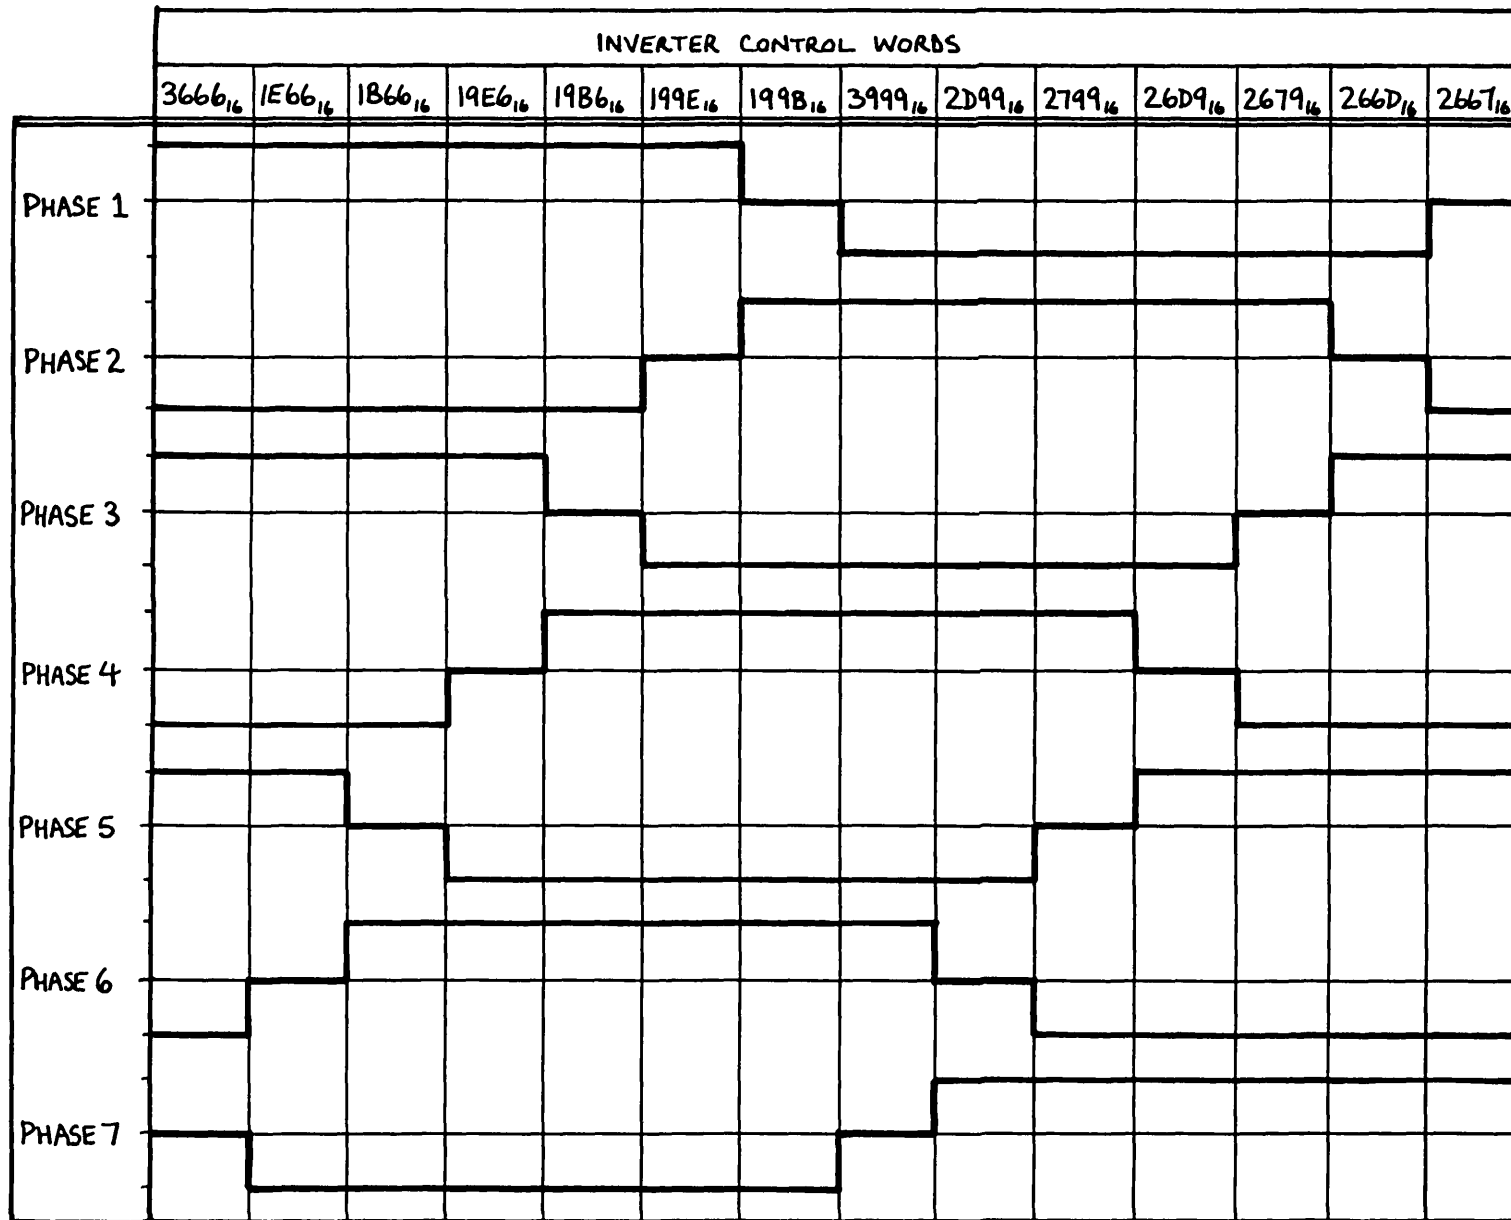 INVERTER CONTROL WORDS
3666₁₆ 1E66₁₆ 1B66₁₆ 19E6₁₆ 19B6₁₆ 199E₁₆ 199B₁₆ 3999₁₆ 2D99₁₆ 2799₁₆ 26D9₁₆ 2679₁₆ 266D₁₆ 2667₁₆
PHASE 1
PHASE 2
PHASE 3
PHASE 4
PHASE 5
PHASE 6
PHASE 7